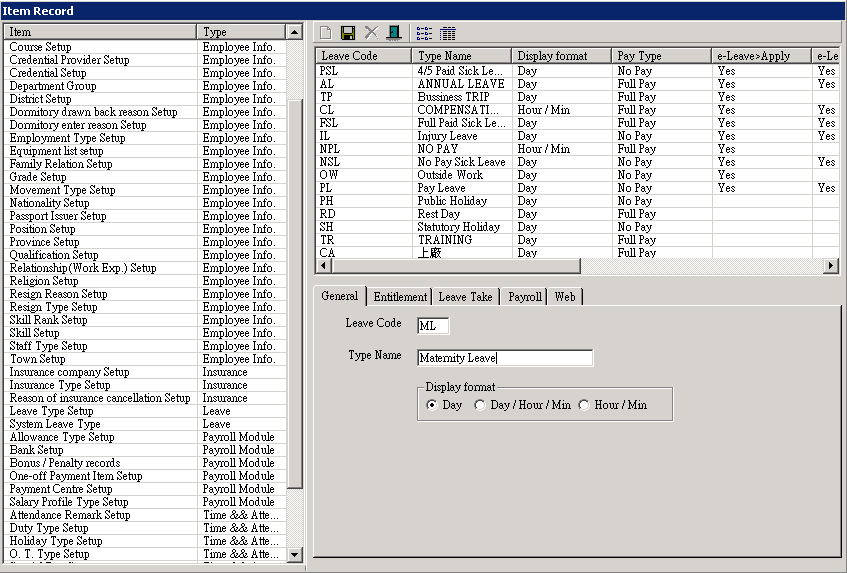 Item Record
Item Type
Course Setup Employee Info.
Credential Provider Setup Employee Info.
Credential Setup Employee Info.
Department Group Employee Info.
District Setup Employee Info.
Dormitory drawn back reason Setup Employee Info.
Dormitory enter reason Setup Employee Info.
Employment Type Setup Employee Info.
Equipment list setup Employee Info.
Family Relation Setup Employee Info.
Grade Setup Employee Info.
Movement Type Setup Employee Info.
Nationality Setup Employee Info.
Passport Issuer Setup Employee Info.
Position Setup Employee Info.
Province Setup Employee Info.
Qualification Setup Employee Info.
Relationship(Work Exp.) Setup Employee Info.
Religion Setup Employee Info.
Resign Reason Setup Employee Info.
Resign Type Setup Employee Info.
Skill Rank Setup Employee Info.
Skill Setup Employee Info.
Staff Type Setup Employee Info.
Town Setup Employee Info.
Insurance company Setup Insurance
Insurance Type Setup Insurance
Reason of insurance cancellation Setup Insurance
Leave Type Setup Leave
System Leave Type Leave
Allowance Type Setup Payroll Module
Bank Setup Payroll Module
Bonus / Penalty records Payroll Module
One-off Payment Item Setup Payroll Module
Payment Centre Setup Payroll Module
Salary Profile Type Setup Payroll Module
Attendance Remark Setup Time && Atte...
Duty Type Setup Time && Atte...
Holiday Type Setup Time && Atte...
O. T. Type Setup Time && Atte...
Leave Code Type Name Display format Pay Type e-Leave>Apply e-Le
PSL 4/5 Paid Sick Le... Day No Pay Yes Yes
AL ANNUAL LEAVE Day Full Pay Yes Yes
TP Bussiness TRIP Day Full Pay Yes
CL COMPENSATI... Hour / Min Full Pay Yes Yes
FSL Full Paid Sick Le... Day Full Pay Yes Yes
IL Injury Leave Day No Pay Yes Yes
NPL NO PAY Hour / Min Full Pay Yes
NSL No Pay Sick Leave Day No Pay Yes Yes
OW Outside Work Day No Pay Yes
PL Pay Leave Day No Pay Yes Yes
PH Public Holiday Day No Pay
RD Rest Day Day Full Pay
SH Statutory Holiday Day No Pay
TR TRAINING Day Full Pay
CA 上廠 Day Full Pay
General Entitlement Leave Take Payroll Web
Leave Code ML
Type Name Maternity Leave
Display format
Day Day / Hour / Min Hour / Min